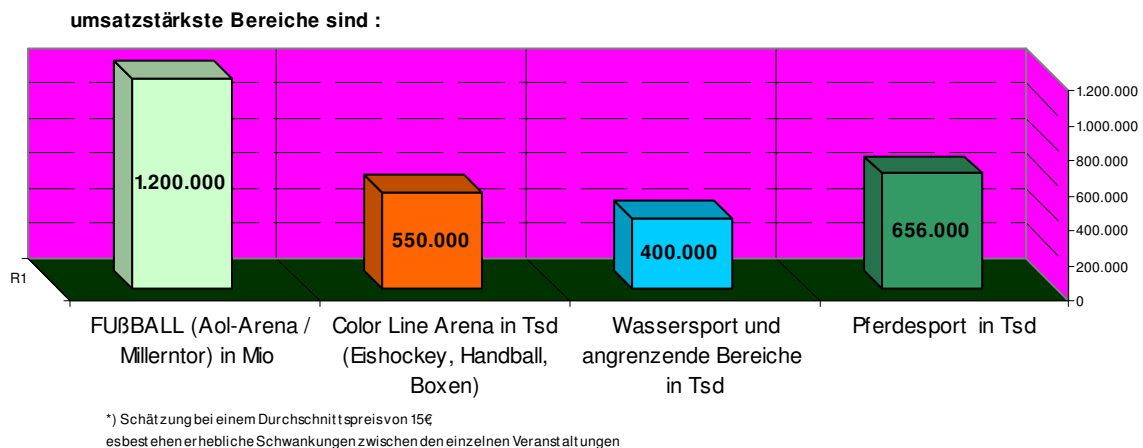 umsatzstärkste Bereiche sind :
1.200.000
550.000
400.000
656.000
1.200.000
1.000.000
800.000
600.000
400.000
200.000
0
R1
FUßBALL (Aol-Arena / Millerntor) in Mio
Color Line Arena in Tsd (Eishockey, Handball, Boxen)
Wassersport und angrenzende Bereiche in Tsd
Pferdesport in Tsd
*) Schätzung bei einem Durchschnittspreis von 15€
es bestehen erhebliche Schwankungen zwischen den einzelnen Veranstaltungen